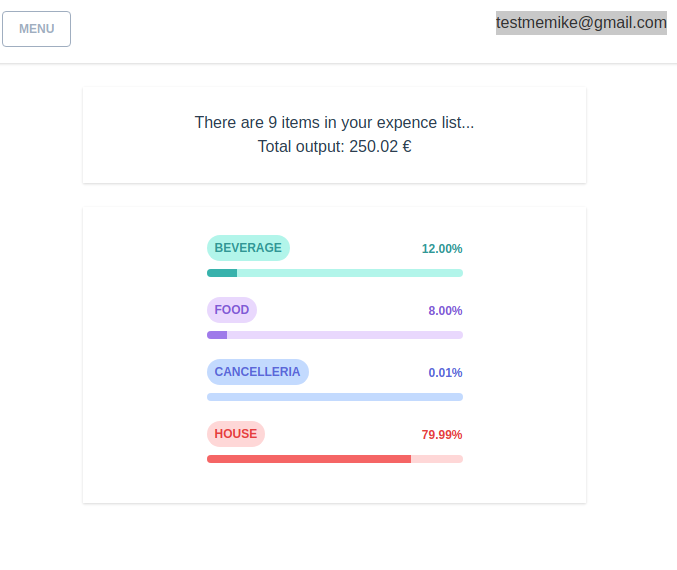 MENU
testmemike@gmail.com
There are 9 items in your expence list...
Total output: 250.02 €
BEVERAGE 12.00%
FOOD 8.00%
CANCELLERIA 0.01%
HOUSE 79.99%